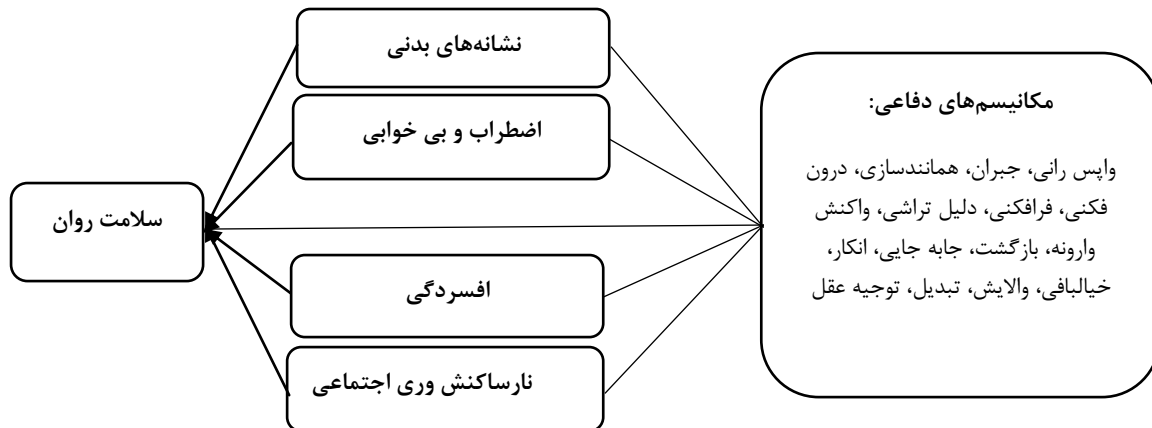 نشانه‌های بدنی
اضطراب و بی خوابی
مکانیسم‌های دفاعی:
واپس رانی، جبران، همانندسازی، درون
فکنی، فرافکنی، دلیل تراشی، واکنش
وارونه، بازگشت، جابه جایی، انکار،
خیالبافی، والایش، تبدیل، توجیه عقل
سلامت روان
افسردگی
نارساکنش وری اجتماعی